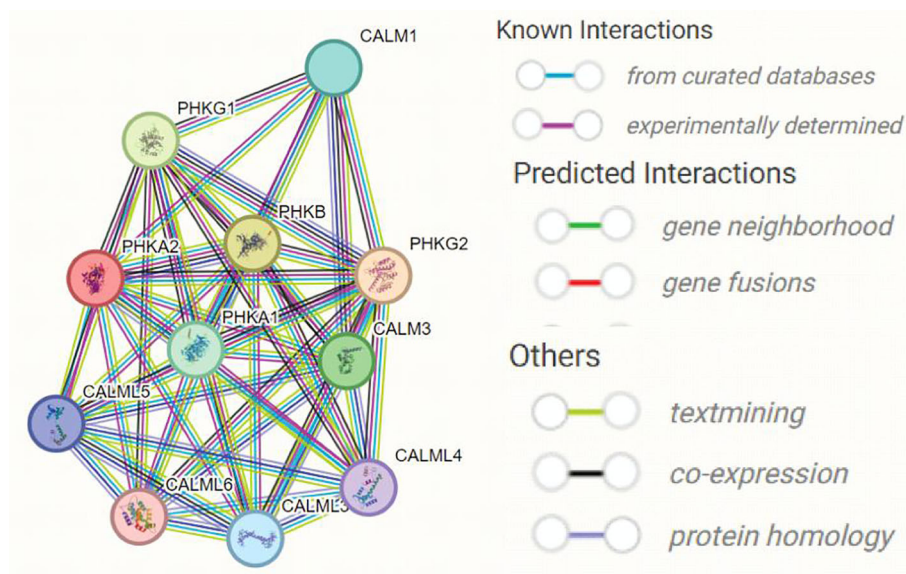 CALM1
PHKG1
PHKB
PHKA2
PHKG2
PHKA1
CALM3
CALML5
CALML4
CALML6
CALML3
Known Interactions
from curated databases
experimentally determined
Predicted Interactions
gene neighborhood
gene fusions
Others
textmining
co-expression
protein homology